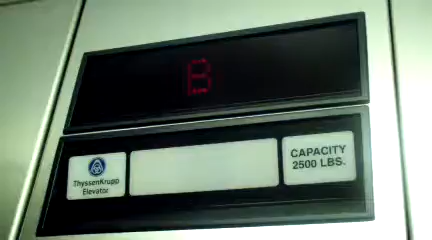 B
ThyssenKrupp
Elevator
CAPACITY
2500 LBS.